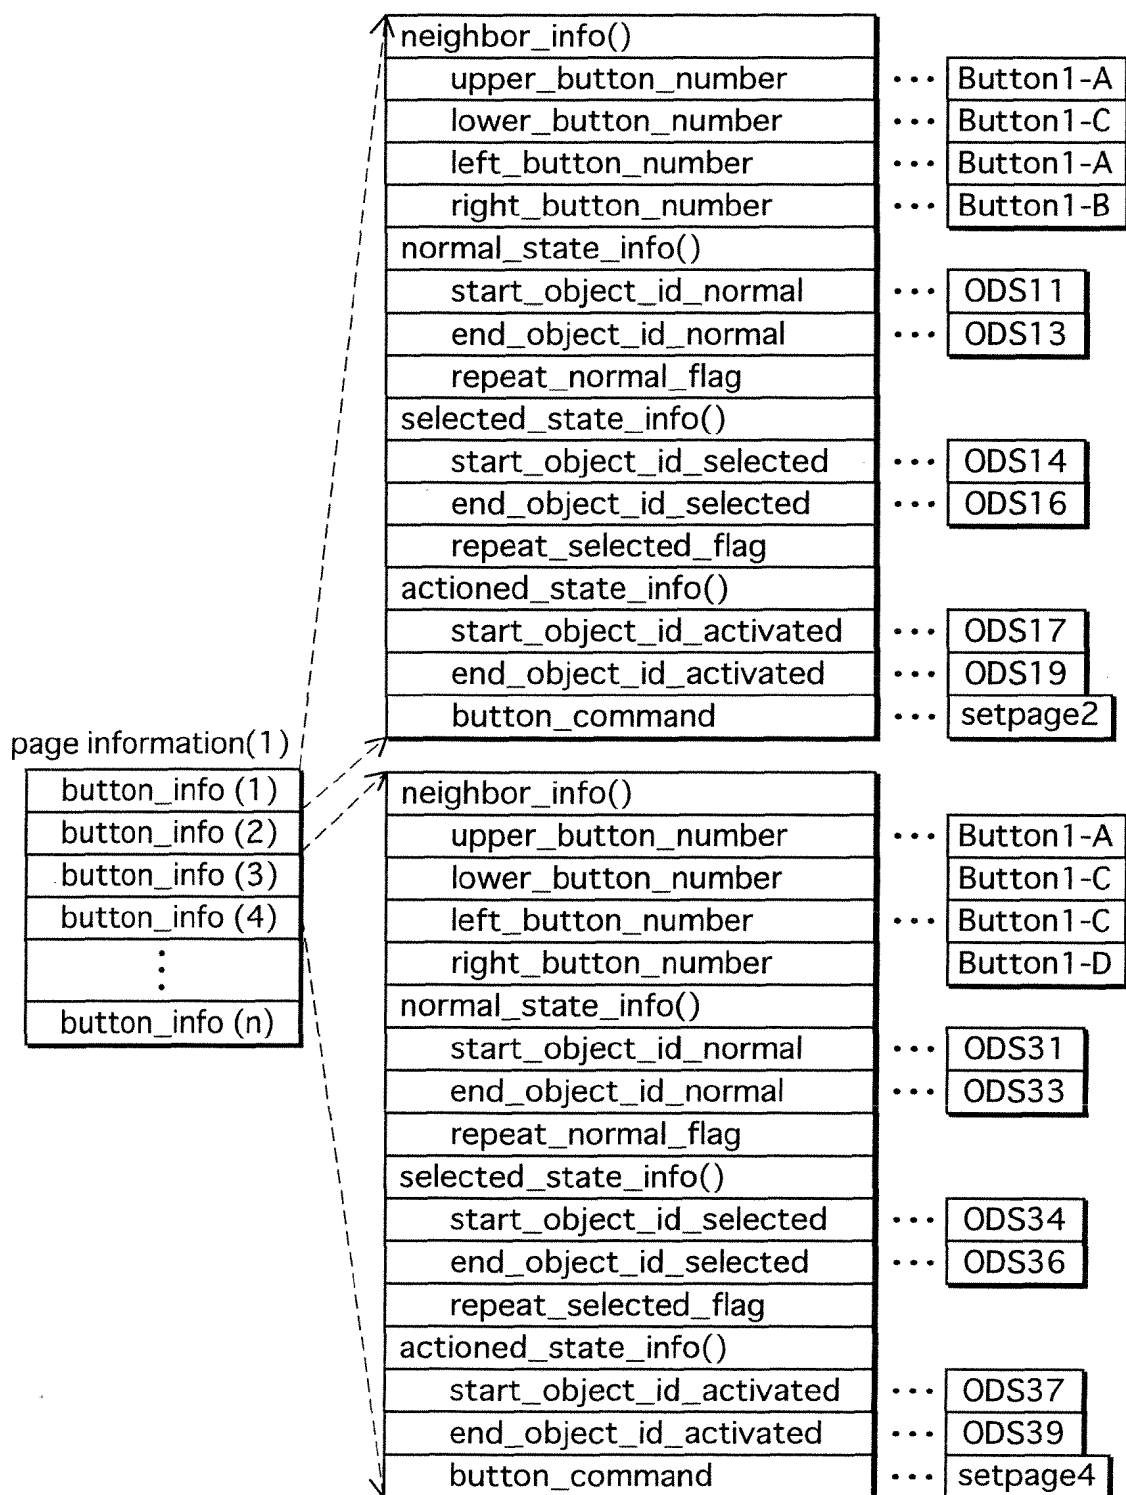 neighbor_info()
upper_button_number ••• Button1-A
lower_button_number ••• Button1-C
left_button_number ••• Button1-A
right_button_number ••• Button1-B
normal_state_info()
start_object_id_normal ••• ODS11
end_object_id_normal ••• ODS13
repeat_normal_flag
selected_state_info()
start_object_id_selected ••• ODS14
end_object_id_selected ••• ODS16
repeat_selected_flag
actioned_state_info()
start_object_id_activated ••• ODS17
end_object_id_activated ••• ODS19
button_command ••• setpage2
page information(1)
button_info (1)
button_info (2)
button_info (3)
button_info (4)
button_info (n)
neighbor_info()
upper_button_number ••• Button1-A
lower_button_number Button1-C
left_button_number ••• Button1-C
right_button_number Button1-D
normal_state_info()
start_object_id_normal ••• ODS31
end_object_id_normal ••• ODS33
repeat_normal_flag
selected_state_info()
start_object_id_selected ••• ODS34
end_object_id_selected ••• ODS36
repeat_selected_flag
actioned_state_info()
start_object_id_activated ••• ODS37
end_object_id_activated ••• ODS39
button_command ••• setpage4